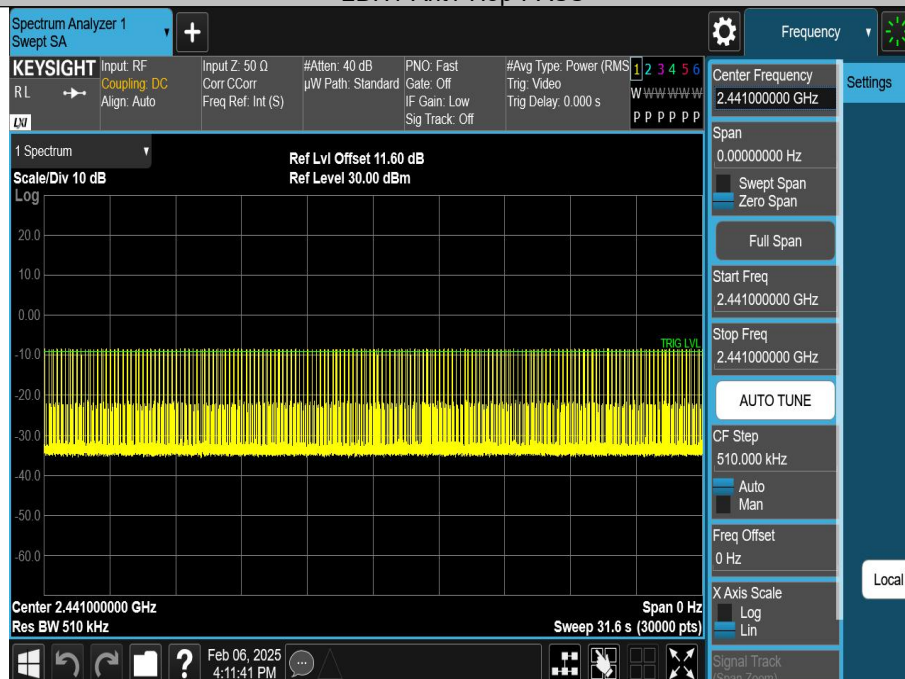 Spectrum Analyzer 1
Swept SA
Frequency
KEYSIGHT
RL
LXI
Input: RF
Coupling: DC
Align: Auto
Input Z: 50 Ω
Corr CCorr
Freq Ref: Int (S)
#Atten: 40 dB
µW Path: Standard
PNO: Fast
Gate: Off
IF Gain: Low
Sig Track: Off
#Avg Type: Power (RMS
Trig: Video
Trig Delay: 0.000 s
1 2 3 4 5 6
W W W W W W
P P P P P P
1 Spectrum
Scale/Div 10 dB
Log
Ref Lvl Offset 11.60 dB
Ref Level 30.00 dBm
20.0
10.0
0.00
-10.0
-20.0
-30.0
-40.0
-50.0
-60.0
TRIG LVL
Center 2.441000000 GHz
Res BW 510 kHz
Span 0 Hz
Sweep 31.6 s (30000 pts)
Feb 06, 2025
4:11:41 PM
Center Frequency
2.441000000 GHz
Span
0.00000000 Hz
Swept Span
Zero Span
Full Span
Start Freq
2.441000000 GHz
Stop Freq
2.441000000 GHz
AUTO TUNE
CF Step
510.000 kHz
Auto
Man
Freq Offset
0 Hz
X Axis Scale
Log
Lin
Signal Track
(Span Zoom)
Settings
Local